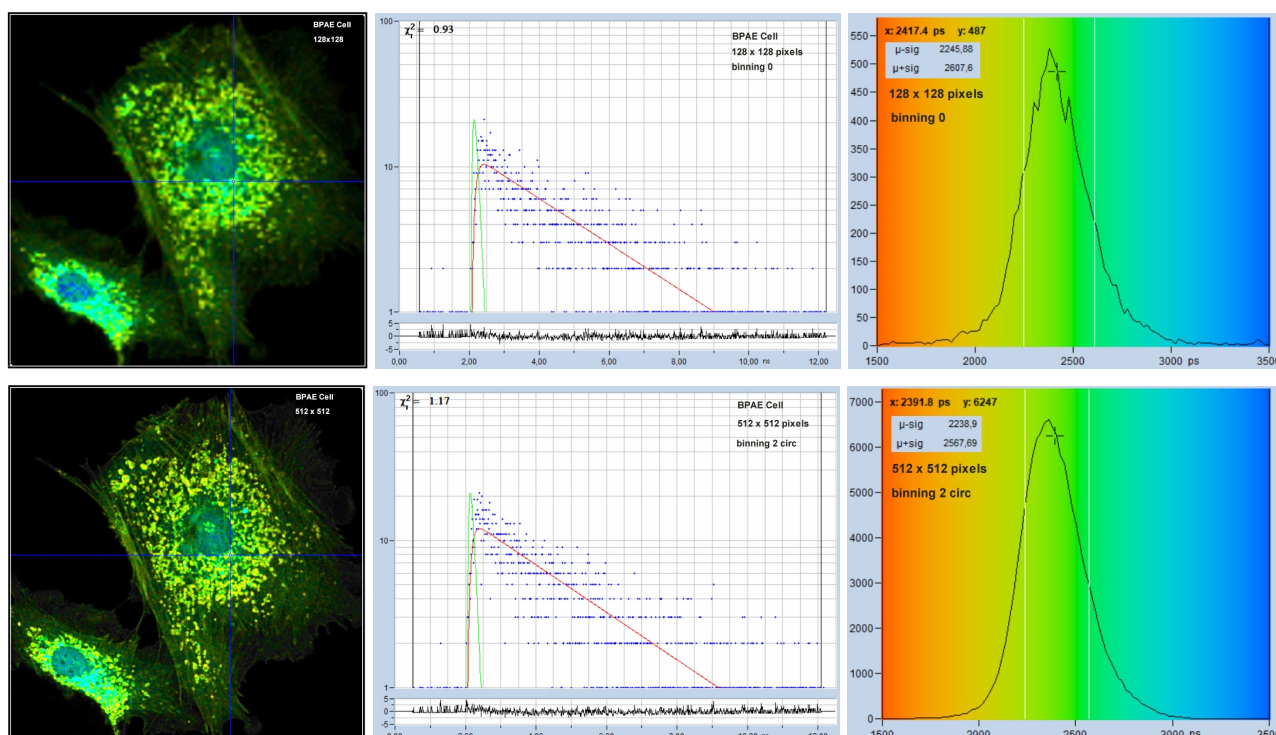 BPAE Cell
128x128
100
χ²r = 0.93
BPAE Cell
128 x 128 pixels
binning 0
10
1
5
0
-5
0,00 2,00 4,00 6,00 8,00 10,00 ns 12,00
x: 2417.4 ps y: 487
µ-sig 2245,88
µ+sig 2607,6
128 x 128 pixels
binning 0
550
500
450
400
350
300
250
200
150
100
50
0
1500 2000 2500 3000 ps 3500
BPAE Cell
512 x 512
100
χ²r = 1.17
BPAE Cell
512 x 512 pixels
binning 2 circ
10
1
5
0
-5
x: 2391.8 ps y: 6247
µ-sig 2238,9
µ+sig 2567,69
512 x 512 pixels
binning 2 circ
7000
6000
5000
4000
3000
2000
1000
0
1500 2000 2500 3000 ps 3500